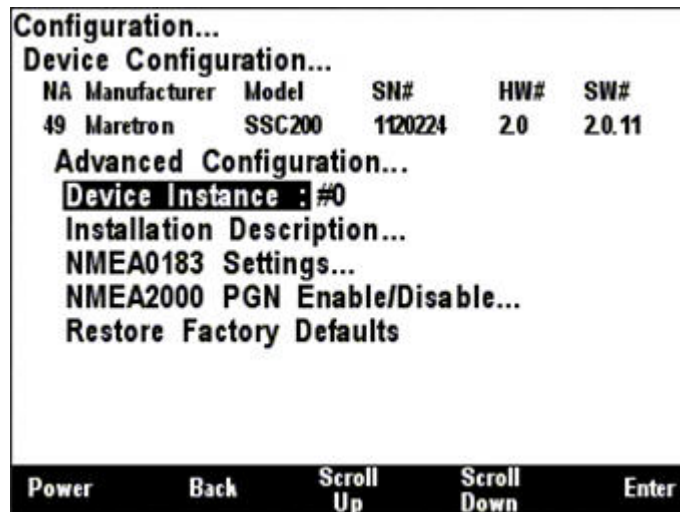 Configuration...
Device Configuration...
NA Manufacturer Model SN# HW# SW#
49 Maretron SSC200 1120224 2.0 2.0.11
Advanced Configuration...
Device Instance : #0
Installation Description...
NMEA0183 Settings...
NMEA2000 PGN Enable/Disable...
Restore Factory Defaults
Power Back Scroll Up Scroll Down Enter